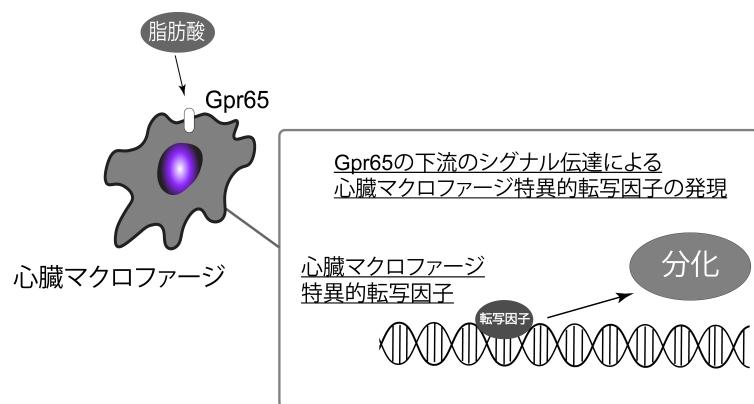 脂肪酸
Gpr65
心臓マクロファージ
Gpr65の下流のシグナル伝達による
心臓マクロファージ特異的転写因子の発現
心臓マクロファージ
特異的転写因子
転写因子
分化